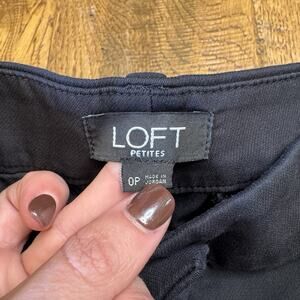 LOFT
PETITES
0P MADE IN
JORDAN